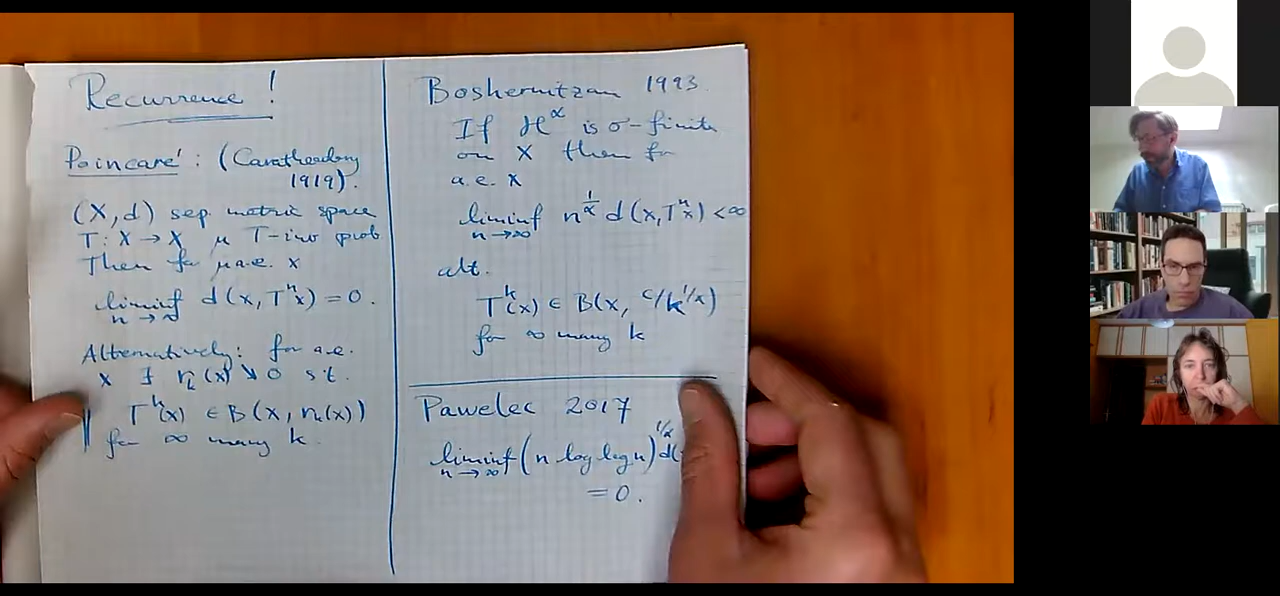 Recurrence !
Poincaré : (Caratheodory
1919).
(X,d) sep. metric space
T: X → X μ T-inv prob
Then for μ a.e. x
liminf d(x,Tⁿx) = 0.
n→∞
Alternatively: for a.e.
x ∃ rₖ(x) ↘ 0 s.t.
Tᵏ(x) ∈ B(x, rₖ(x))
for ∞ many k.
Boshernitzan 1993.
If ℋ^α is σ-finite
on X then for
a.e. x
liminf n^{1/α} d(x,Tⁿx) < ∞
n→∞
alt.
Tᵏ(x) ∈ B(x, c/k^{1/α})
for ∞ many k
Pawelec 2017
liminf (n log log n)^{1/α} d(
n→∞
= 0.